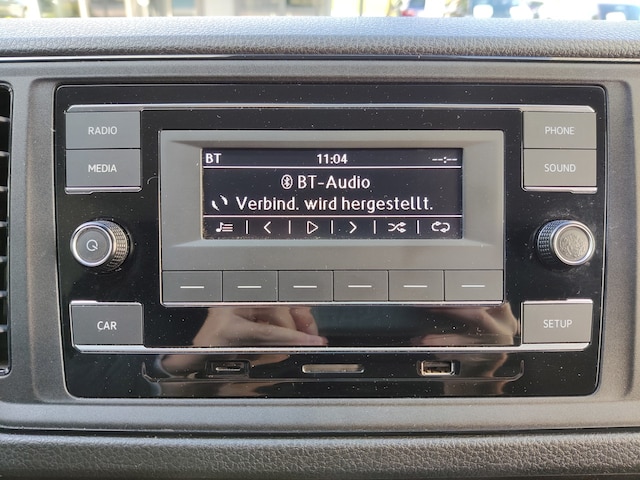 RADIO
MEDIA
CAR
BT 11:04
BT-Audio
Verbind. wird hergestellt.
PHONE
SOUND
SETUP